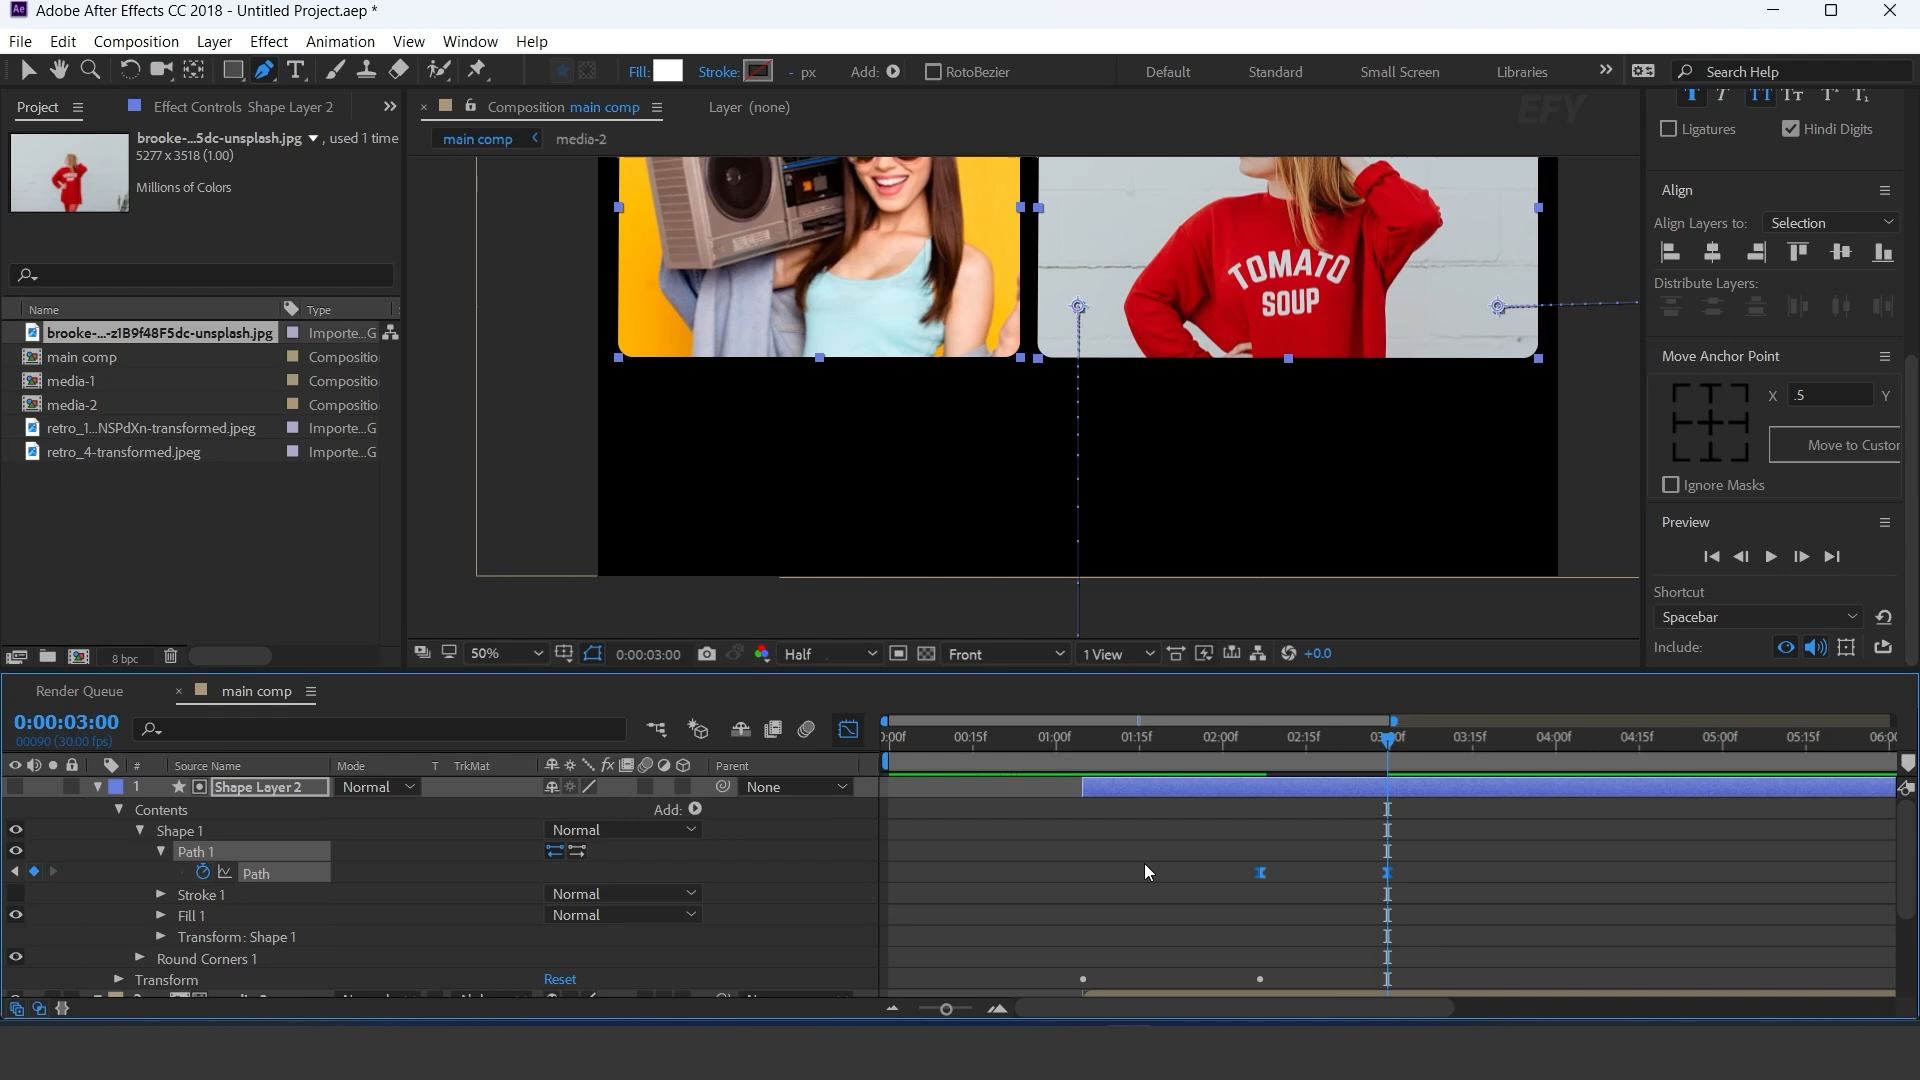 Adobe After Effects CC 2018 - Untitled Project.aep *
File Edit Composition Layer Effect Animation View Window Help
Fill: Stroke: - px Add: RotoBezier Default Standard Small Screen Libraries Search Help
Project Effect Controls Shape Layer 2 Composition main comp Layer (none) EFY
brooke-...5dc-unsplash.jpg , used 1 time
5277 x 3518 (1.00)
Millions of Colors
main comp media-2
Ligatures Hindi Digits
Align
Align Layers to: Selection
Distribute Layers:
TOMATO
SOUP
Name Type
brooke-...-z1B9f48F5dc-unsplash.jpg Importe...G
main comp Compositio
media-1 Compositio
media-2 Compositio
retro_1...NSPdXn-transformed.jpeg Importe...G
retro_4-transformed.jpeg Importe...G
Move Anchor Point
X .5 Y
Move to Custor
Ignore Masks
Preview
Shortcut
Spacebar
Include:
8 bpc
50% 0:00:03:00 Half Front 1 View +0.0
Render Queue main comp
0:00:03:00
00090 (30.00 fps)
):00f 00:15f 01:00f 01:15f 02:00f 02:15f 03:15f 04:00f 04:15f 05:00f 05:15f 06:00
# Source Name Mode T TrkMat Parent
1 Shape Layer 2 Normal None
Contents Add:
Shape 1 Normal
Path 1
Path
Stroke 1 Normal
Fill 1 Normal
Transform: Shape 1
Round Corners 1
Transform Reset